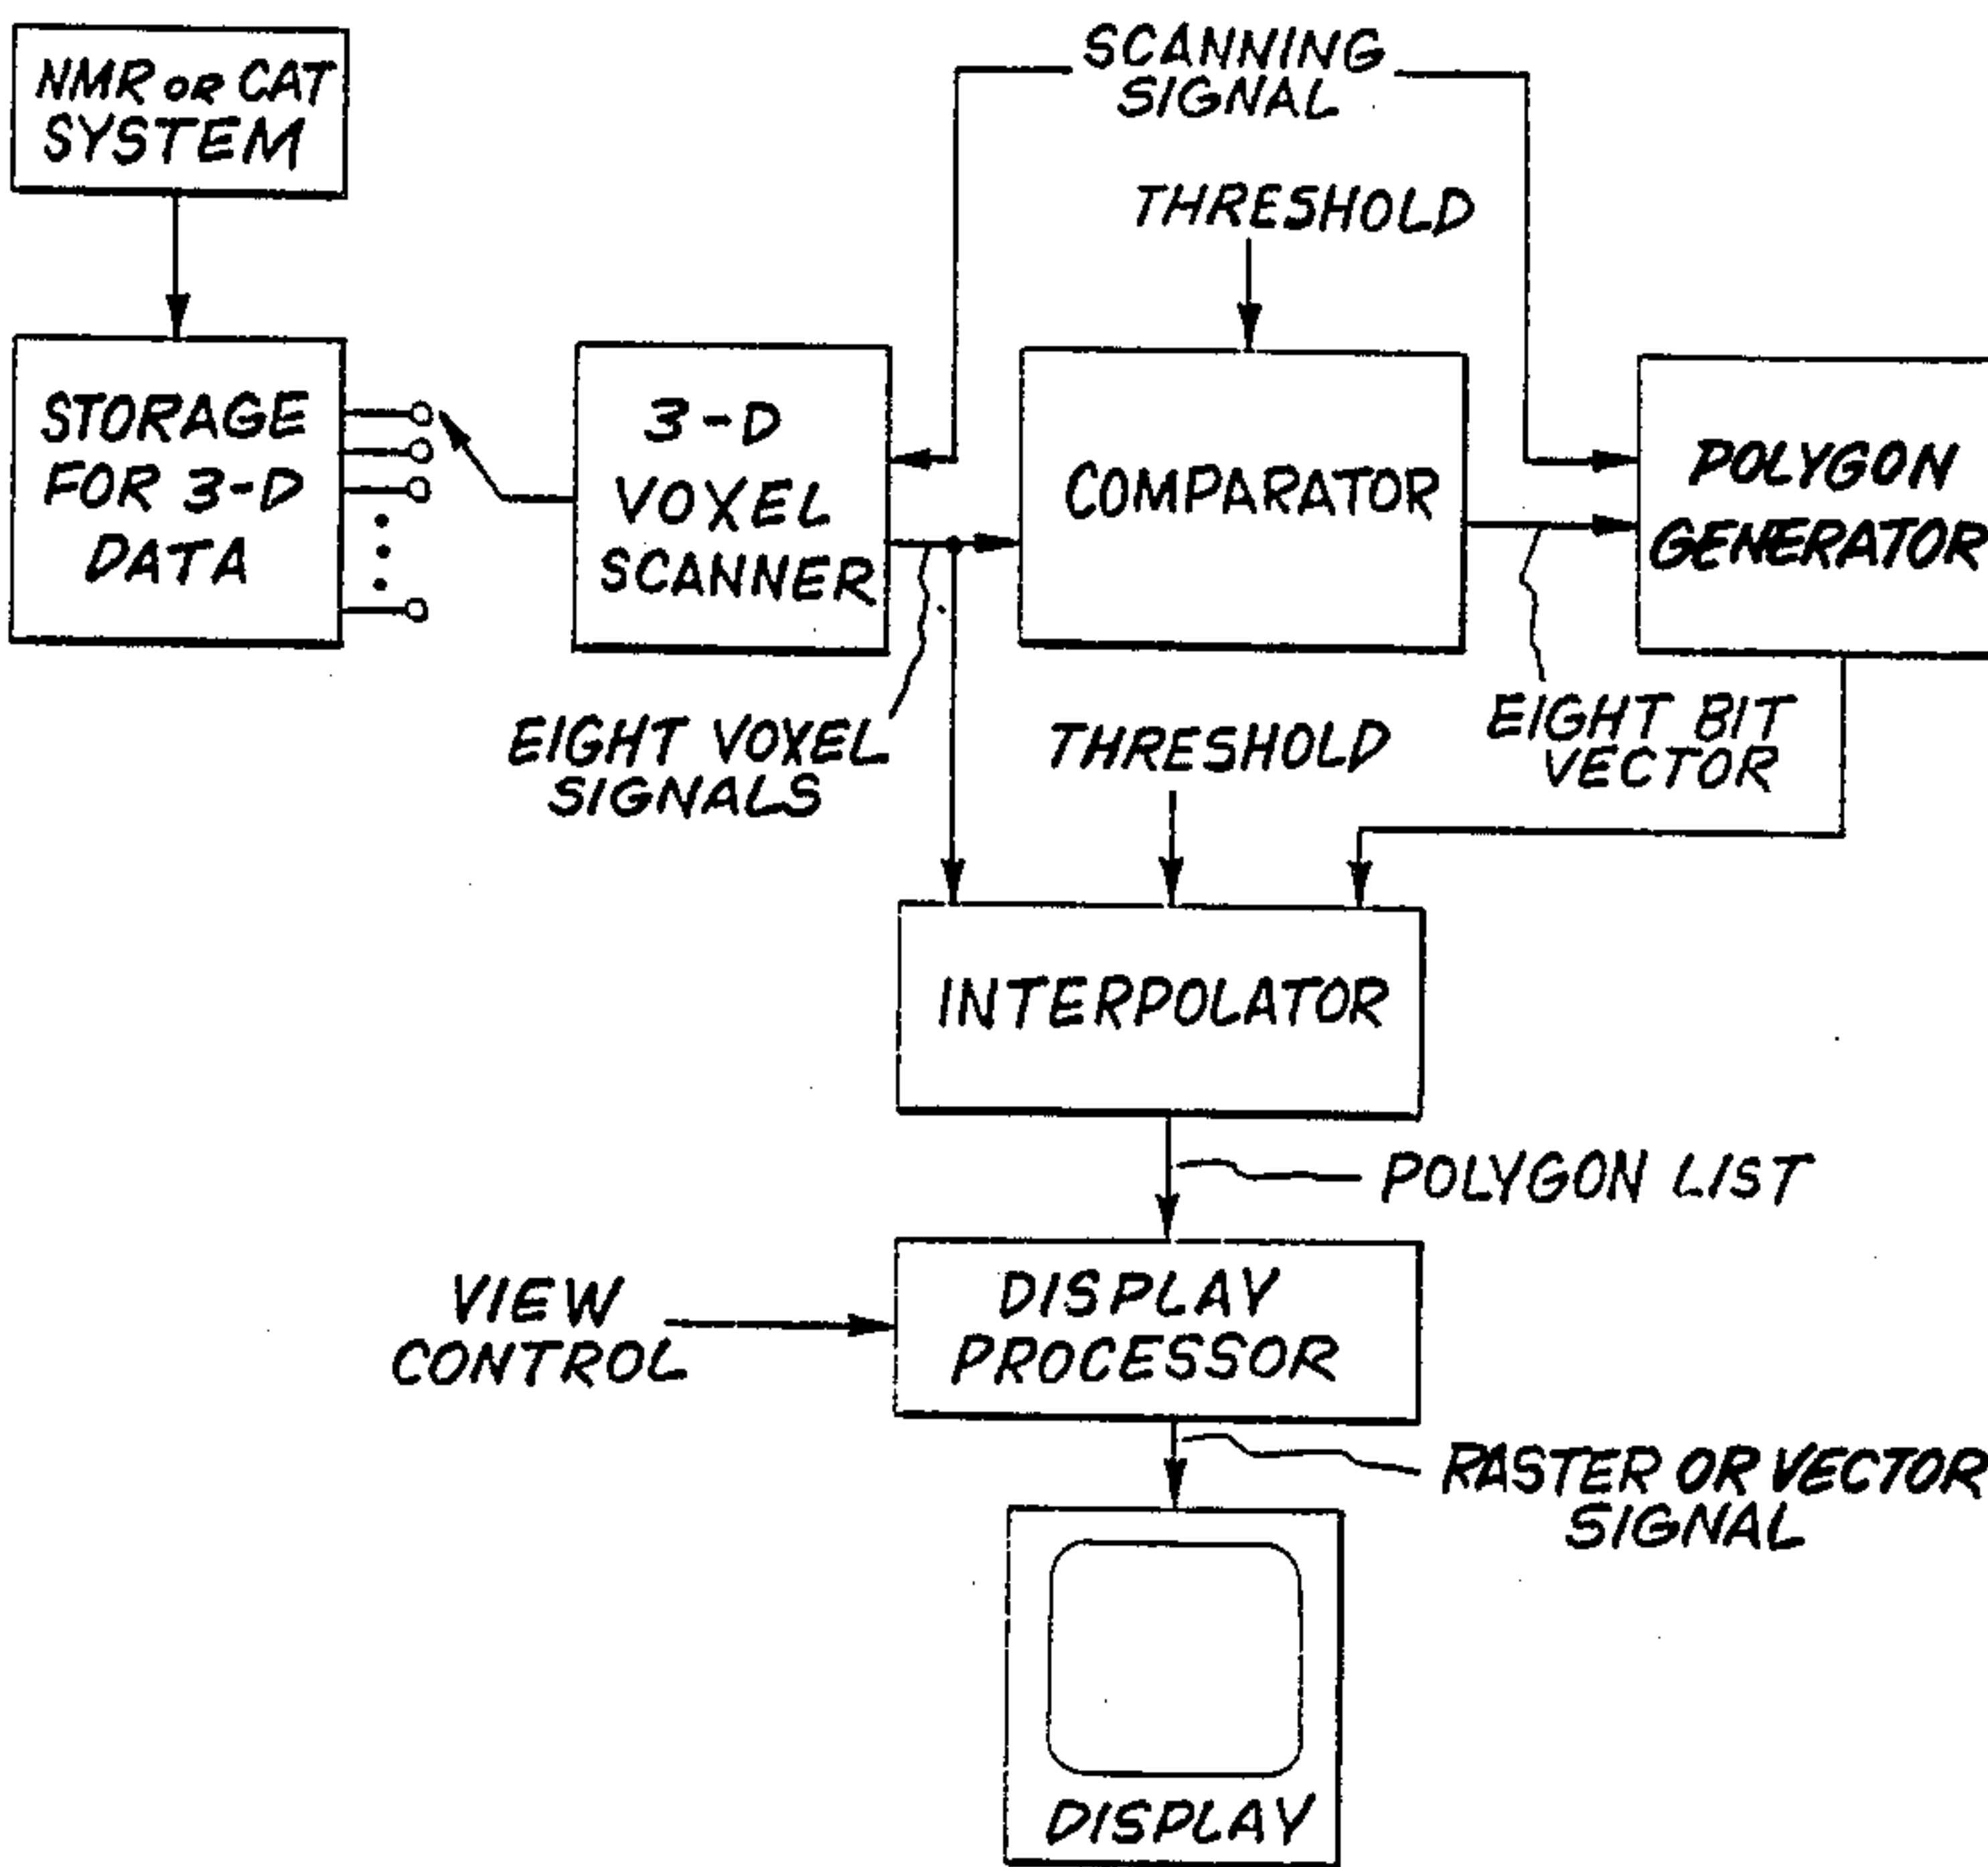 NMR OR CAT
SYSTEM
SCANNING
SIGNAL
THRESHOLD
STORAGE
FOR 3-D
DATA
3-D
VOXEL
SCANNER
COMPARATOR
POLYGON
GENERATOR
EIGHT VOXEL
SIGNALS
THRESHOLD
EIGHT BIT
VECTOR
INTERPOLATOR
POLYGON LIST
VIEW
CONTROL
DISPLAY
PROCESSOR
RASTER OR VECTOR
SIGNAL
DISPLAY